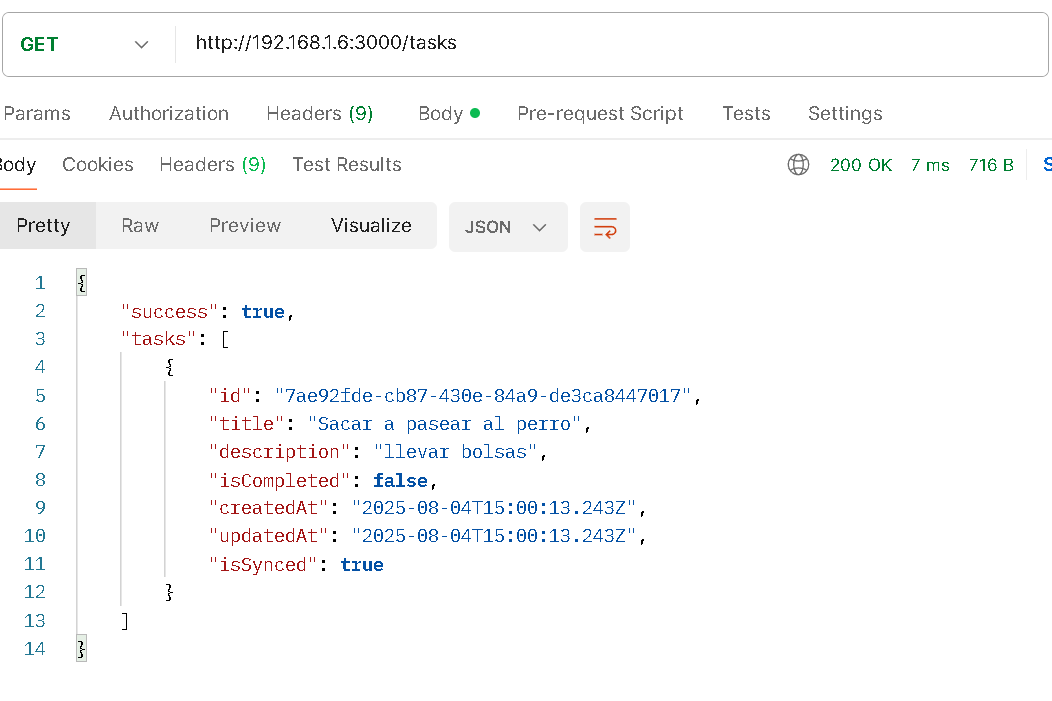 GET http://192.168.1.6:3000/tasks
Params Authorization Headers (9) Body Pre-request Script Tests Settings
Body Cookies Headers (9) Test Results 200 OK 7 ms 716 B S
Pretty Raw Preview Visualize JSON
1 {
2 "success": true,
3 "tasks": [
4 {
5 "id": "7ae92fde-cb87-430e-84a9-de3ca8447017",
6 "title": "Sacar a pasear al perro",
7 "description": "llevar bolsas",
8 "isCompleted": false,
9 "createdAt": "2025-08-04T15:00:13.243Z",
10 "updatedAt": "2025-08-04T15:00:13.243Z",
11 "isSynced": true
12 }
13 ]
14 }